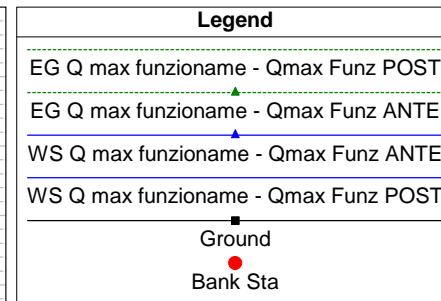 Legend
EG Q max funzioname - Qmax Funz POST
EG Q max funzioname - Qmax Funz ANTE
WS Q max funzioname - Qmax Funz ANTE
WS Q max funzioname - Qmax Funz POST
Ground
Bank Sta